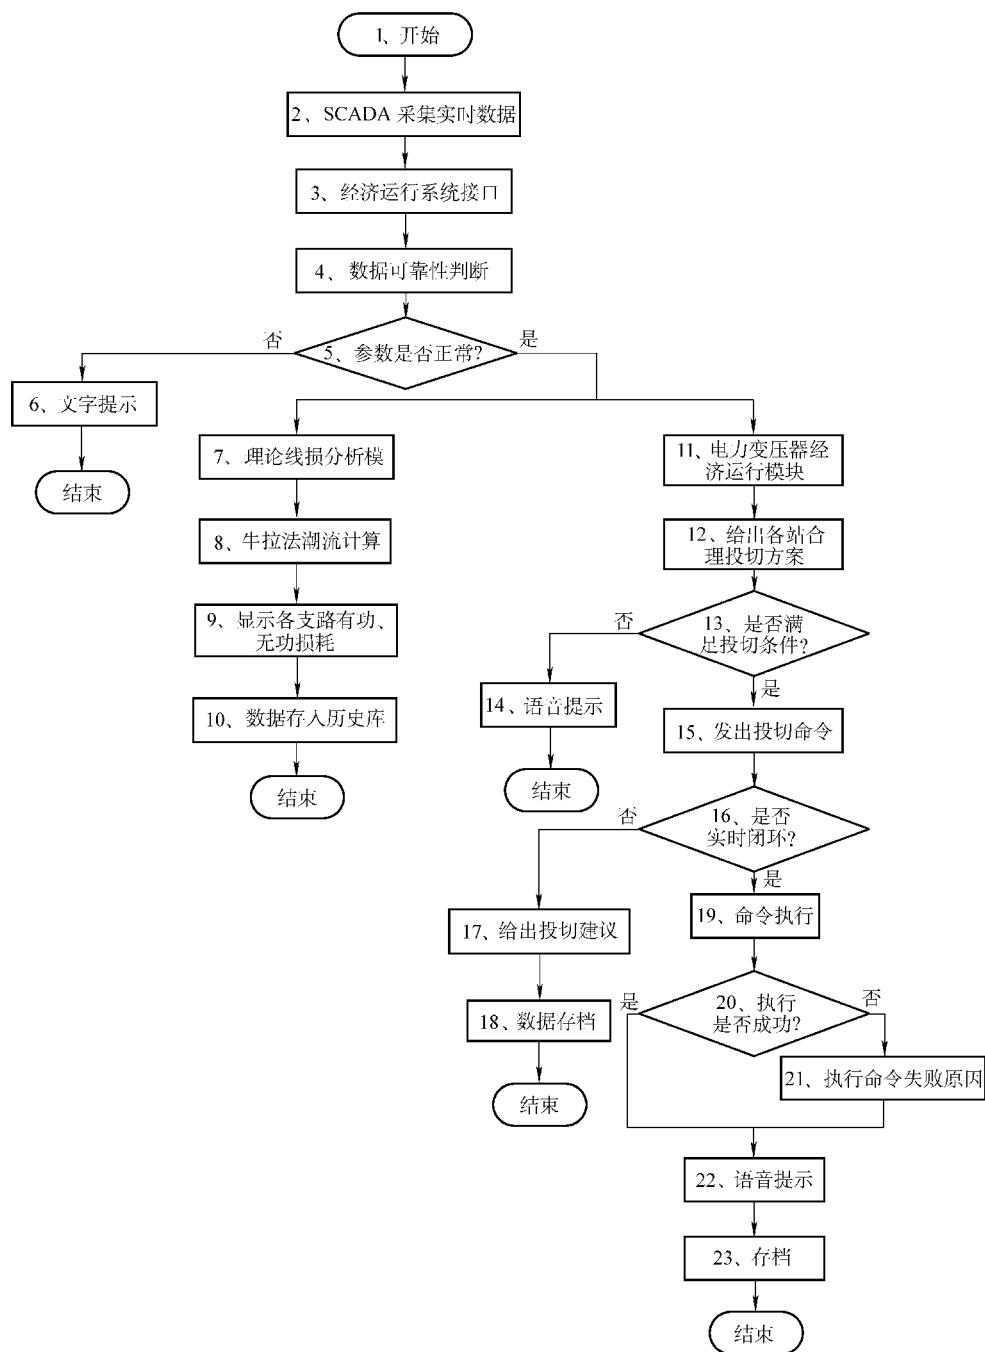 1、开始
2、SCADA 采集实时数据
3、经济运行系统接口
4、数据可靠性判断
5、参数是否正常?
否
是
6、文字提示
结束
7、理论线损分析模
8、牛拉法潮流计算
9、显示各支路有功、
无功损耗
10、数据存入历史库
结束
11、电力变压器经
济运行模块
12、给出各站合
理投切方案
13、是否满
足投切条件?
否
是
14、语音提示
结束
15、发出投切命令
16、是否
实时闭环?
否
是
17、给出投切建议
18、数据存档
结束
19、命令执行
20、执行
是否成功?
是
否
21、执行命令失败原因
22、语音提示
23、存档
结束